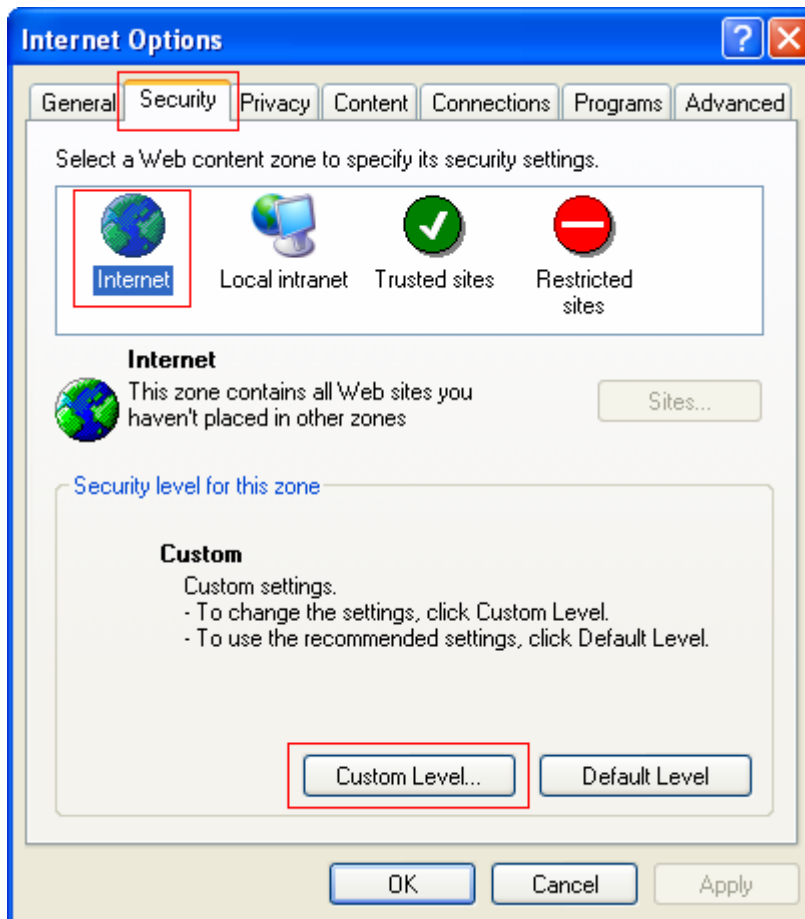 Internet Options
General Security Privacy Content Connections Programs Advanced
Select a Web content zone to specify its security settings.
Internet Local intranet Trusted sites Restricted sites
Internet
This zone contains all Web sites you
haven't placed in other zones
Sites...
Security level for this zone
Custom
Custom settings.
- To change the settings, click Custom Level.
- To use the recommended settings, click Default Level.
Custom Level... Default Level
OK Cancel Apply